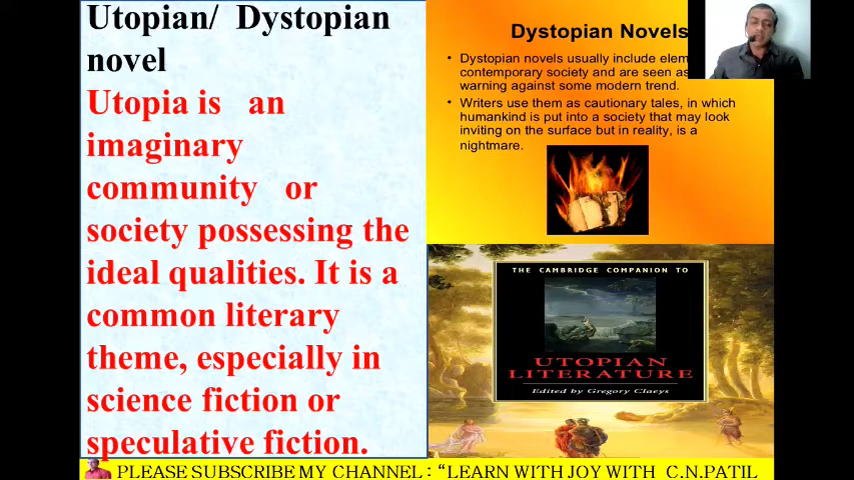 Utopian/ Dystopian
novel
Utopia is an
imaginary
community or
society possessing the
ideal qualities. It is a
common literary
theme, especially in
science fiction or
speculative fiction.
Dystopian Novels
• Dystopian novels usually include
contemporary society and are seen as
warning against some modern trend.
• Writers use them as cautionary tales, in which
humankind is put into a society that may look
inviting on the surface but in reality, is a
nightmare.
THE CAMBRIDGE COMPANION TO
UTOPIAN
LITERATURE
Edited by Gregory Claeys
PLEASE SUBSCRIBE MY CHANNEL : “LEARN WITH JOY WITH C.N.PATIL